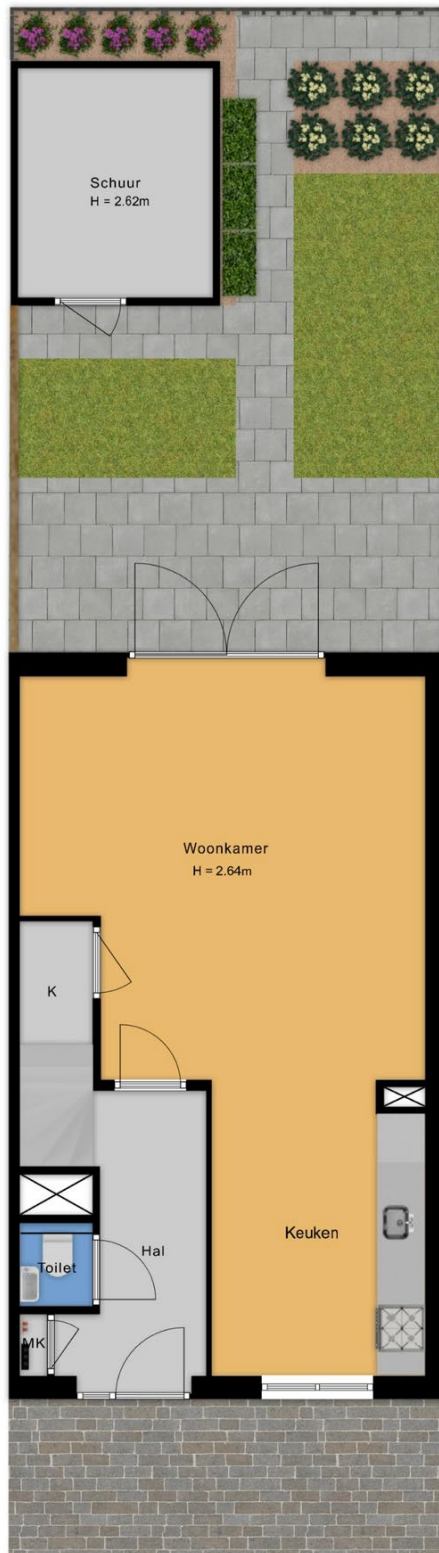 Schuur
H = 2.62m
Woonkamer
H = 2.64m
K
Keuken
Hal
Toilet
MK